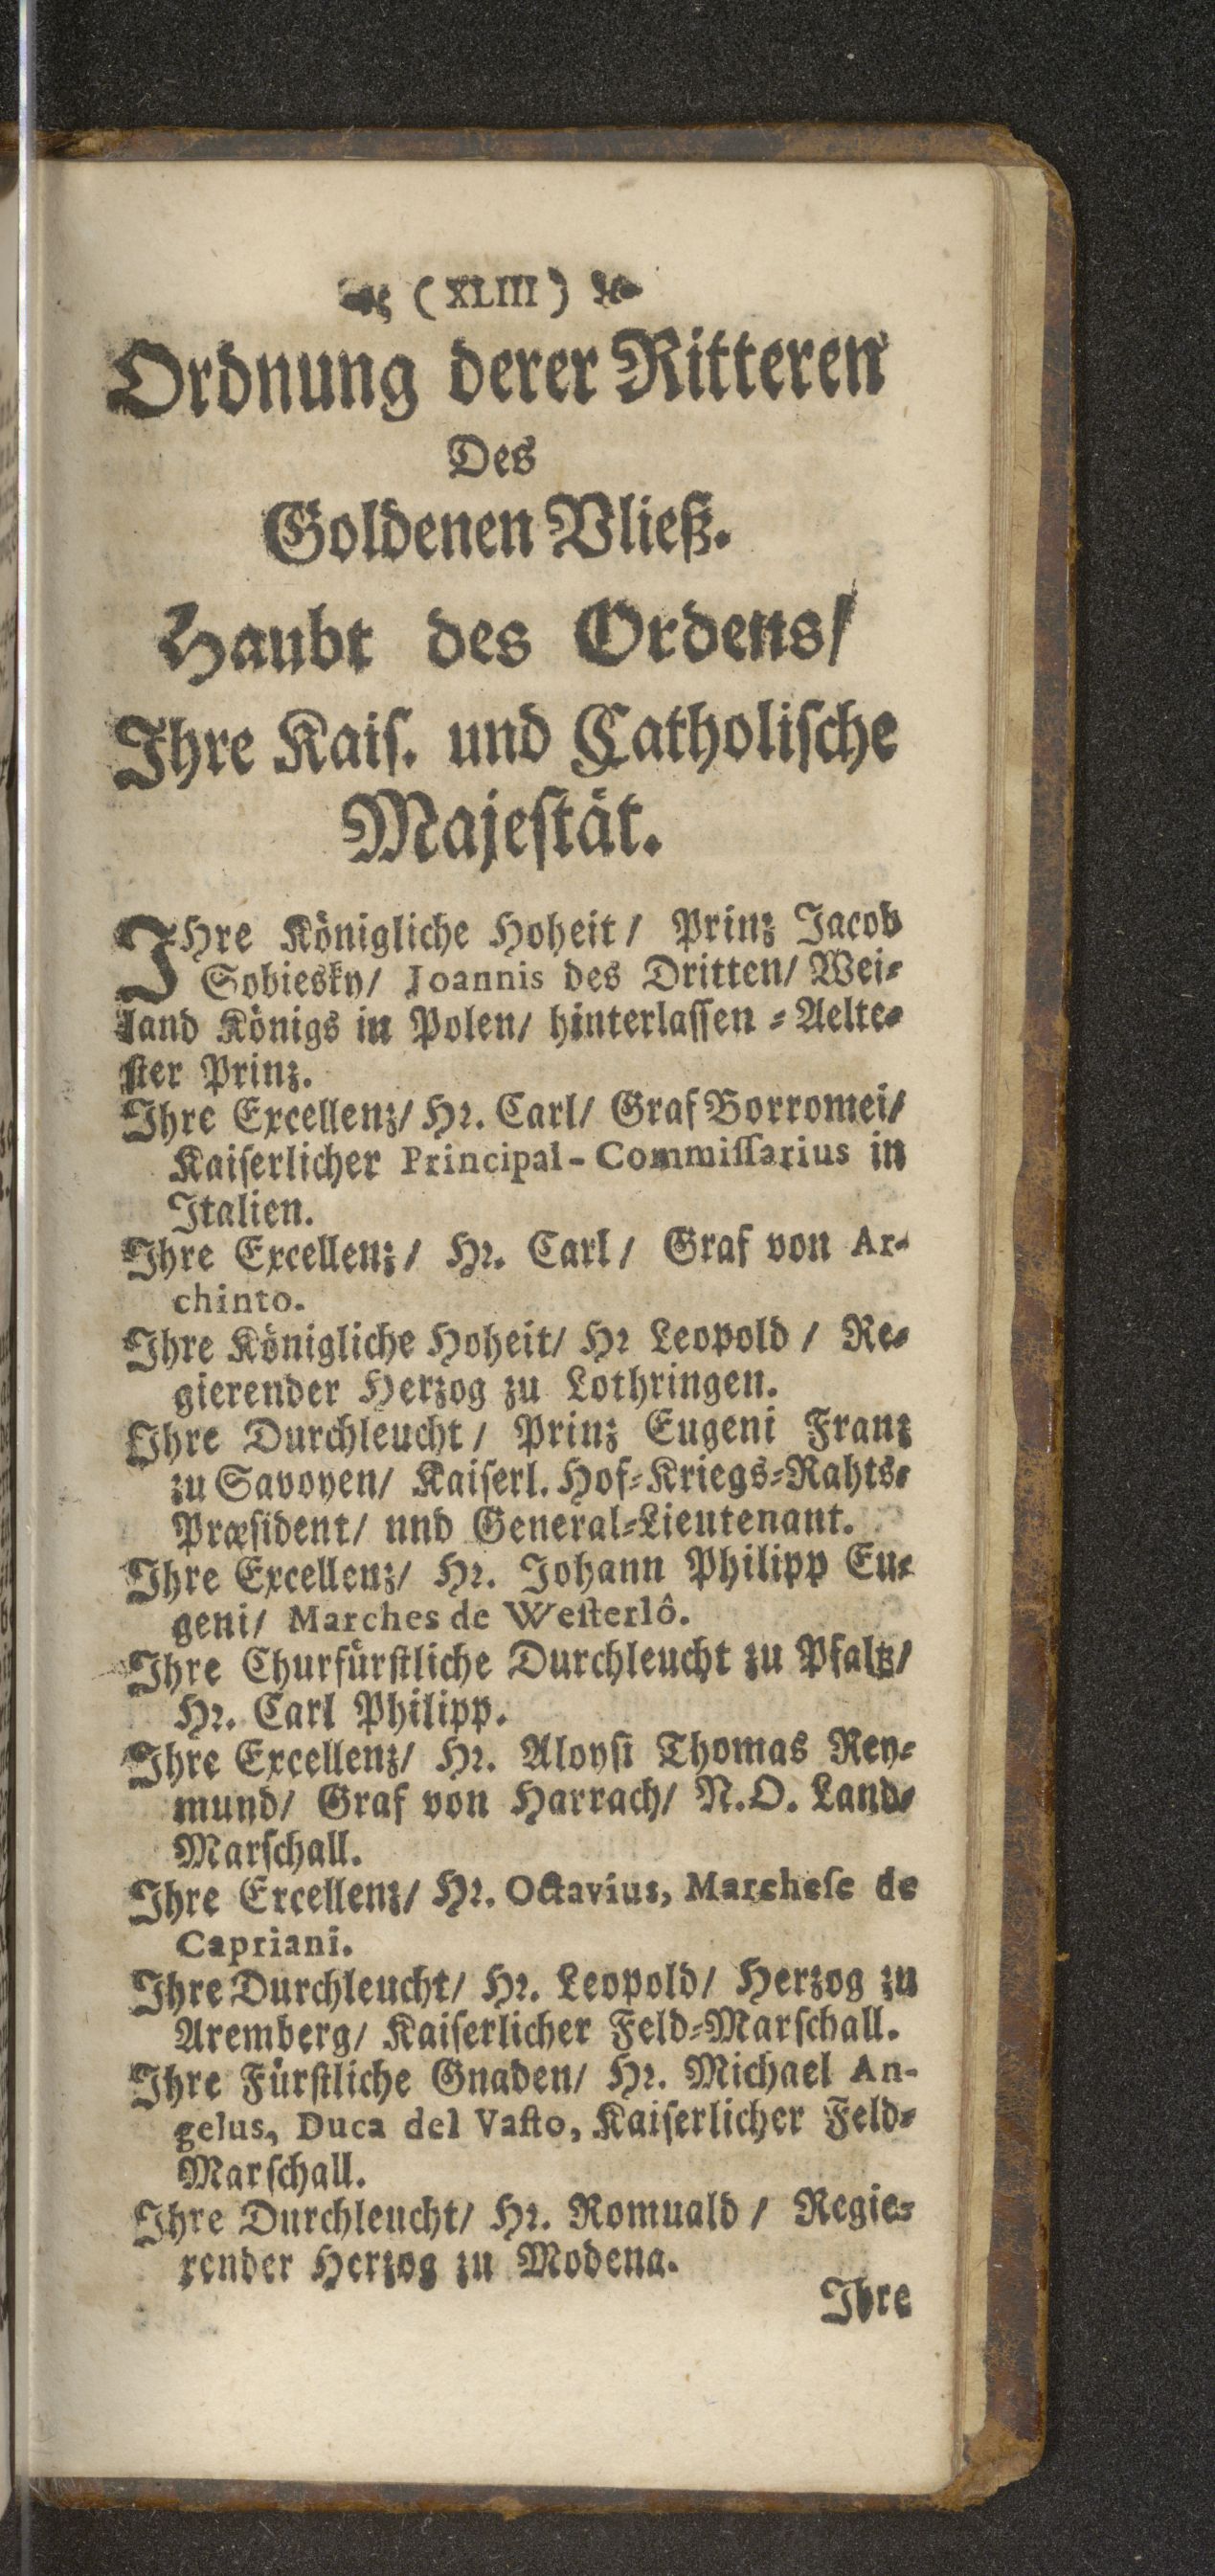 (XLIII)
Ordnung derer Ritteren
Des
Goldenen Vließ.
Haubt des Ordens/
Ihre Kaiſ. und Catholiſche
Majeſtät.
IHre Königliche Hoheit/ Prinz Jacob
Sobiesky/ Joannis des Dritten/ Wei-
land Königs in Polen/ hinterlaſſen - Aelte-
ſter Prinz.
Ihre Excellenz/ Hr. Carl/ Graf Borromei/
Kaiſerlicher Principal-Commiſſarius in
Italien.
Ihre Excellenz/ Hr. Carl/ Graf von Ar-
chinto.
Ihre Königliche Hoheit/ Hr Leopold / Re-
gierender Herzog zu Lothringen.
Ihre Durchleucht/ Prinz Eugeni Franz
zu Savoyen/ Kaiſerl. Hof-Kriegs-Rahts-
Præſident/ nnd General-Lieutenant.
Ihre Excellenz/ Hr. Johann Philipp Eu-
geni/ Marches de Weſterlô.
Ihre Churfürſtliche Durchleucht zu Pfaltz/
Hr. Carl Philipp.
Ihre Excellenz/ Hr. Aloyſi Thomas Rey-
mund/ Graf von Harrach/ N.O. Land-
Marſchall.
Ihre Excellenz/ Hr. Octavius, Marcheſe de
Capriani.
Ihre Durchleucht/ Hr. Leopold/ Herzog zu
Aremberg/ Kaiſerlicher Feld-Marſchall.
Ihre Fürſtliche Gnaden/ Hr. Michael An-
gelus, Duca del Vaſto, Kaiſerlicher Feld-
Marſchall.
Ihre Durchleucht/ Hr. Romuald / Regie-
render Herzog zu Modena.
Ihre